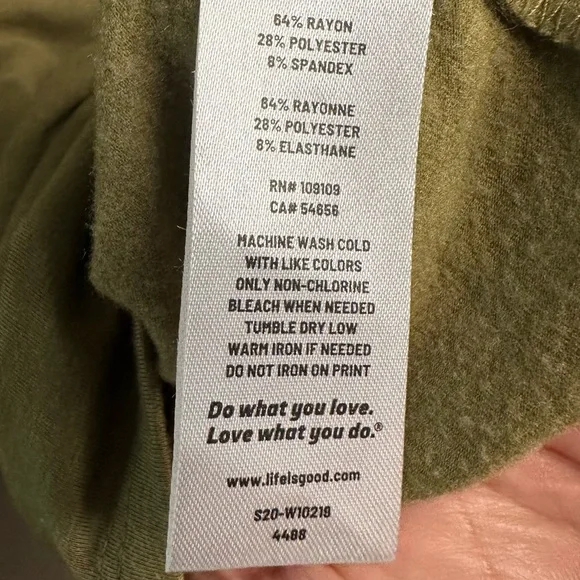 64% RAYON
28% POLYESTER
8% SPANDEX
64% RAYONNE
28% POLYESTER
8% ELASTHANE
RN# 109109
CA# 54656
MACHINE WASH COLD
WITH LIKE COLORS
ONLY NON-CHLORINE
BLEACH WHEN NEEDED
TUMBLE DRY LOW
WARM IRON IF NEEDED
DO NOT IRON ON PRINT
Do what you love.
Love what you do.®
www.lifeisgood.com
S20-W10219
4488